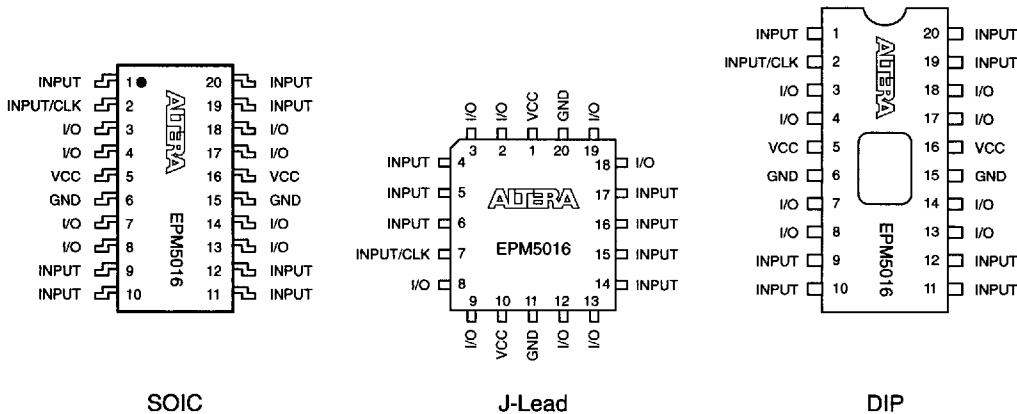 INPUT 1 20 INPUT
INPUT/CLK 2 19 INPUT
I/O 3 18 I/O
I/O 4 17 I/O
VCC 5 16 VCC
GND 6 15 GND
I/O 7 14 I/O
I/O 8 13 I/O
INPUT 9 12 INPUT
INPUT 10 11 INPUT
ALTERA
EPM5016
SOIC
I/O I/O VCC GND I/O
3 2 1 20 19
INPUT 4 18 I/O
INPUT 5 17 INPUT
INPUT 6 16 INPUT
INPUT/CLK 7 15 INPUT
I/O 8 14 INPUT
ALTERA
EPM5016
9 10 11 12 13
I/O VCC GND I/O I/O
J-Lead
INPUT 1 20 INPUT
INPUT/CLK 2 19 INPUT
I/O 3 18 I/O
I/O 4 17 I/O
VCC 5 16 VCC
GND 6 15 GND
I/O 7 14 I/O
I/O 8 13 I/O
INPUT 9 12 INPUT
INPUT 10 11 INPUT
ALTERA
EPM5016
DIP